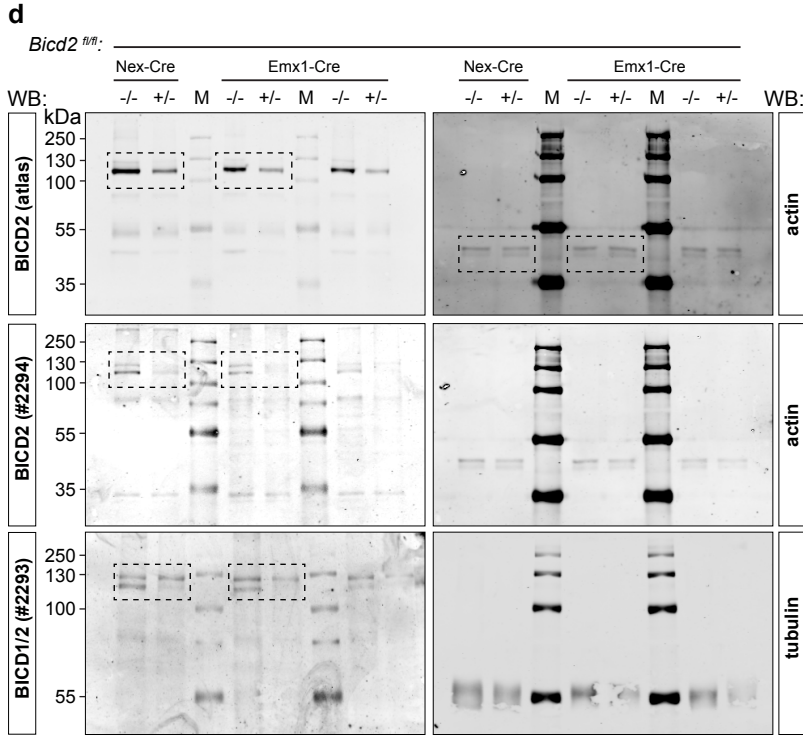 d
Bicd2 fl/fl:
Nex-Cre Emx1-Cre Nex-Cre Emx1-Cre
WB: -/- +/- M -/- +/- M -/- +/- -/- +/- M -/- +/- M -/- +/- WB:
kDa
BICD2 (atlas)
250
130
100
55
35
actin
BICD2 (#2294)
250
130
100
55
35
actin
BICD1/2 (#2293)
250
130
100
55
tubulin